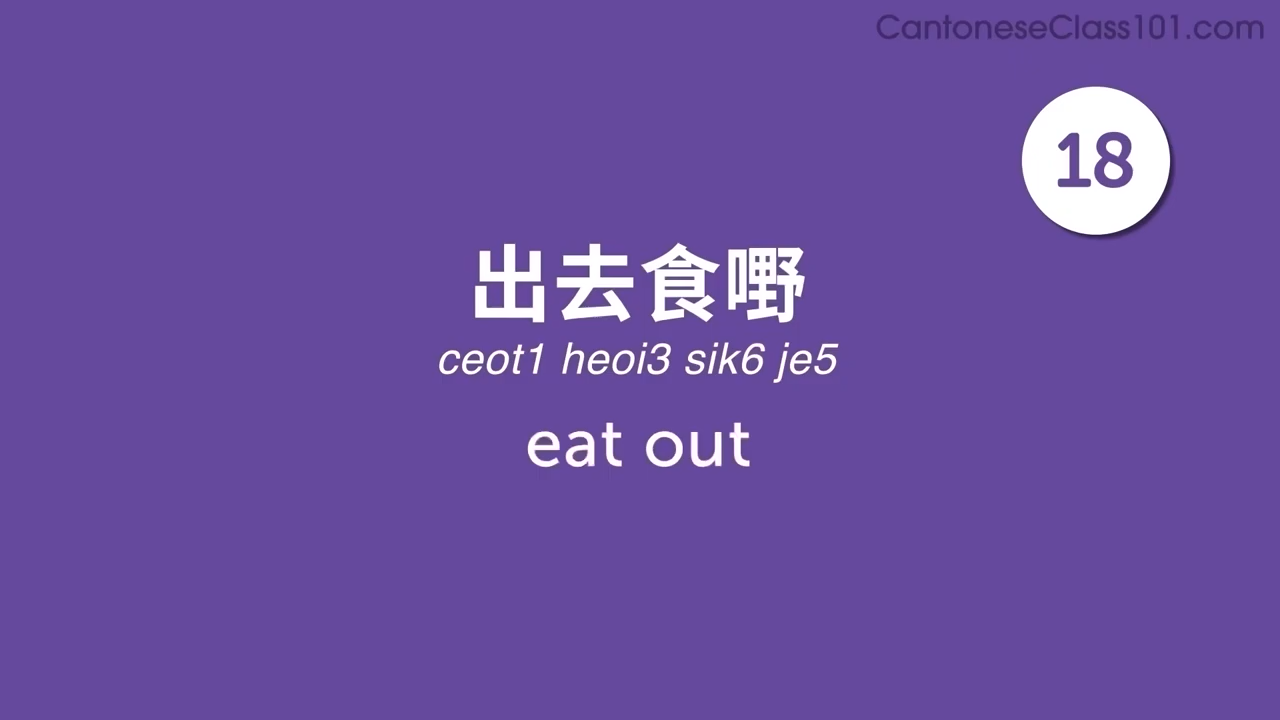 CantoneseClass101.com
18
出去食嘢
ceot1 heoi3 sik6 je5
eat out